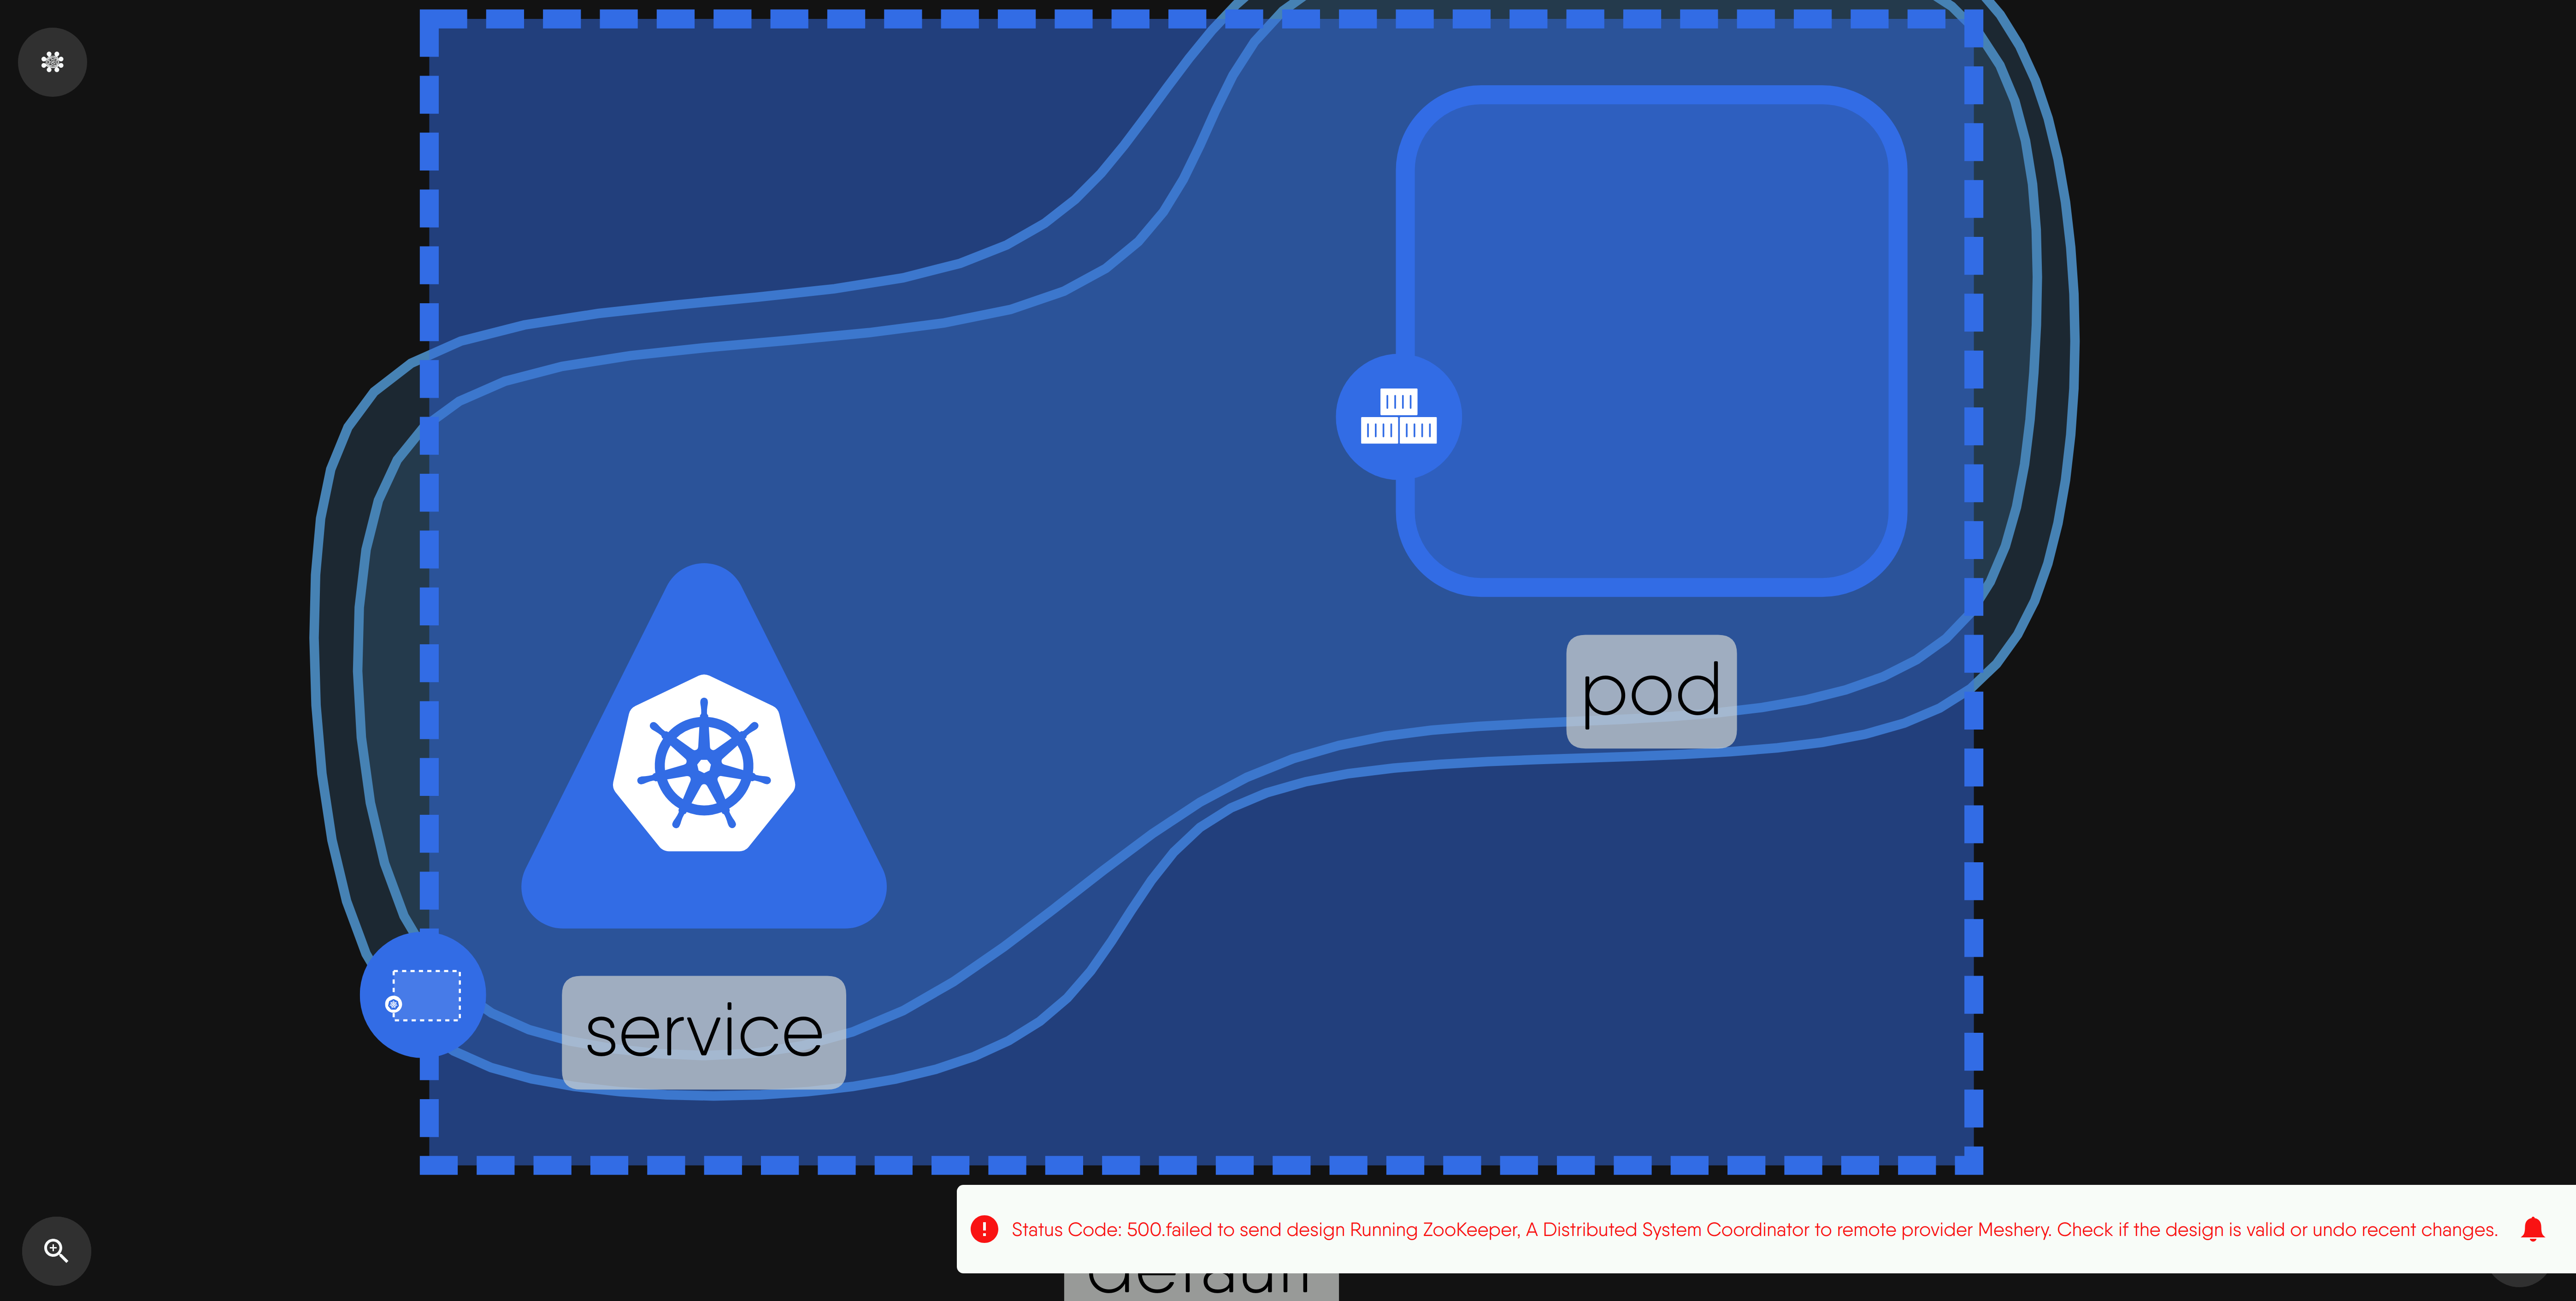 pod
service
Status Code: 500.failed to send design Running ZooKeeper, A Distributed System Coordinator to remote provider Meshery. Check if the design is valid or undo recent changes.
default